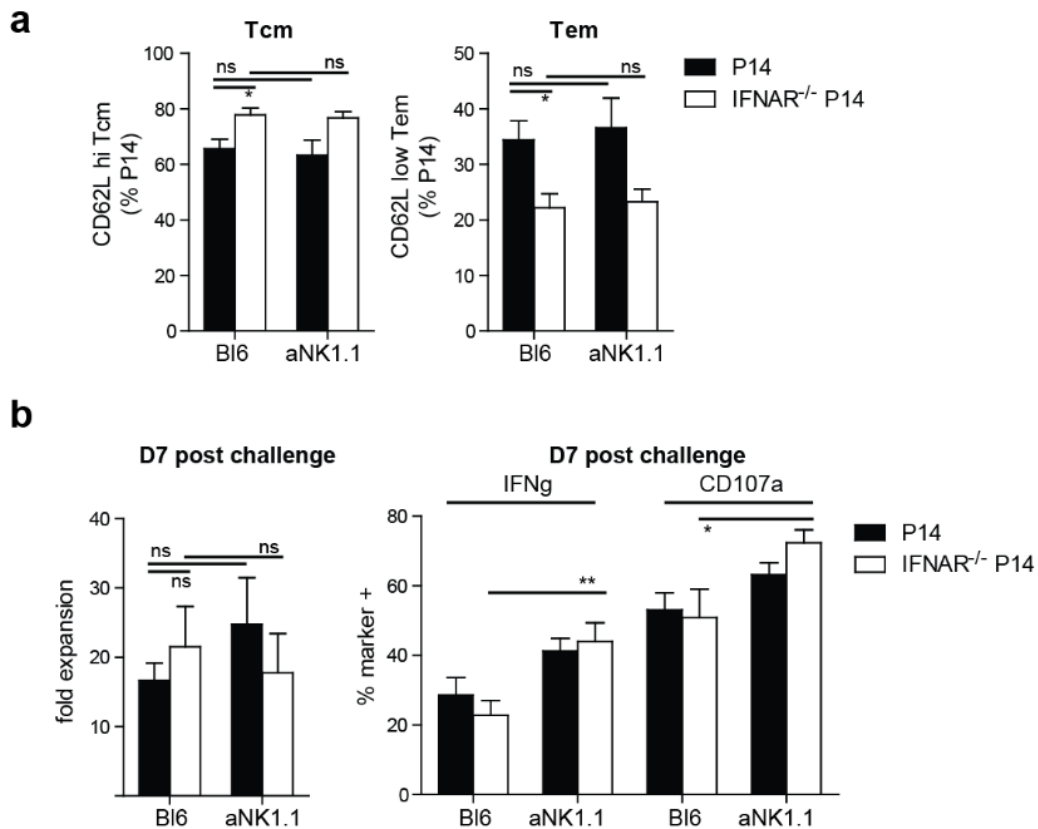 a
Tcm
CD62L hi Tcm
(% P14)
100
80
60
40
20
0
ns
ns
*
Bl6
aNK1.1
Tem
CD62L low Tem
(% P14)
50
40
30
20
10
0
ns
ns
*
Bl6
aNK1.1
P14
IFNAR-/- P14
b
D7 post challenge
fold expansion
40
30
20
10
ns
ns
ns
Bl6
aNK1.1
D7 post challenge
IFNg
CD107a
% marker +
80
60
40
20
0
*
**
Bl6
aNK1.1
Bl6
aNK1.1
P14
IFNAR-/- P14